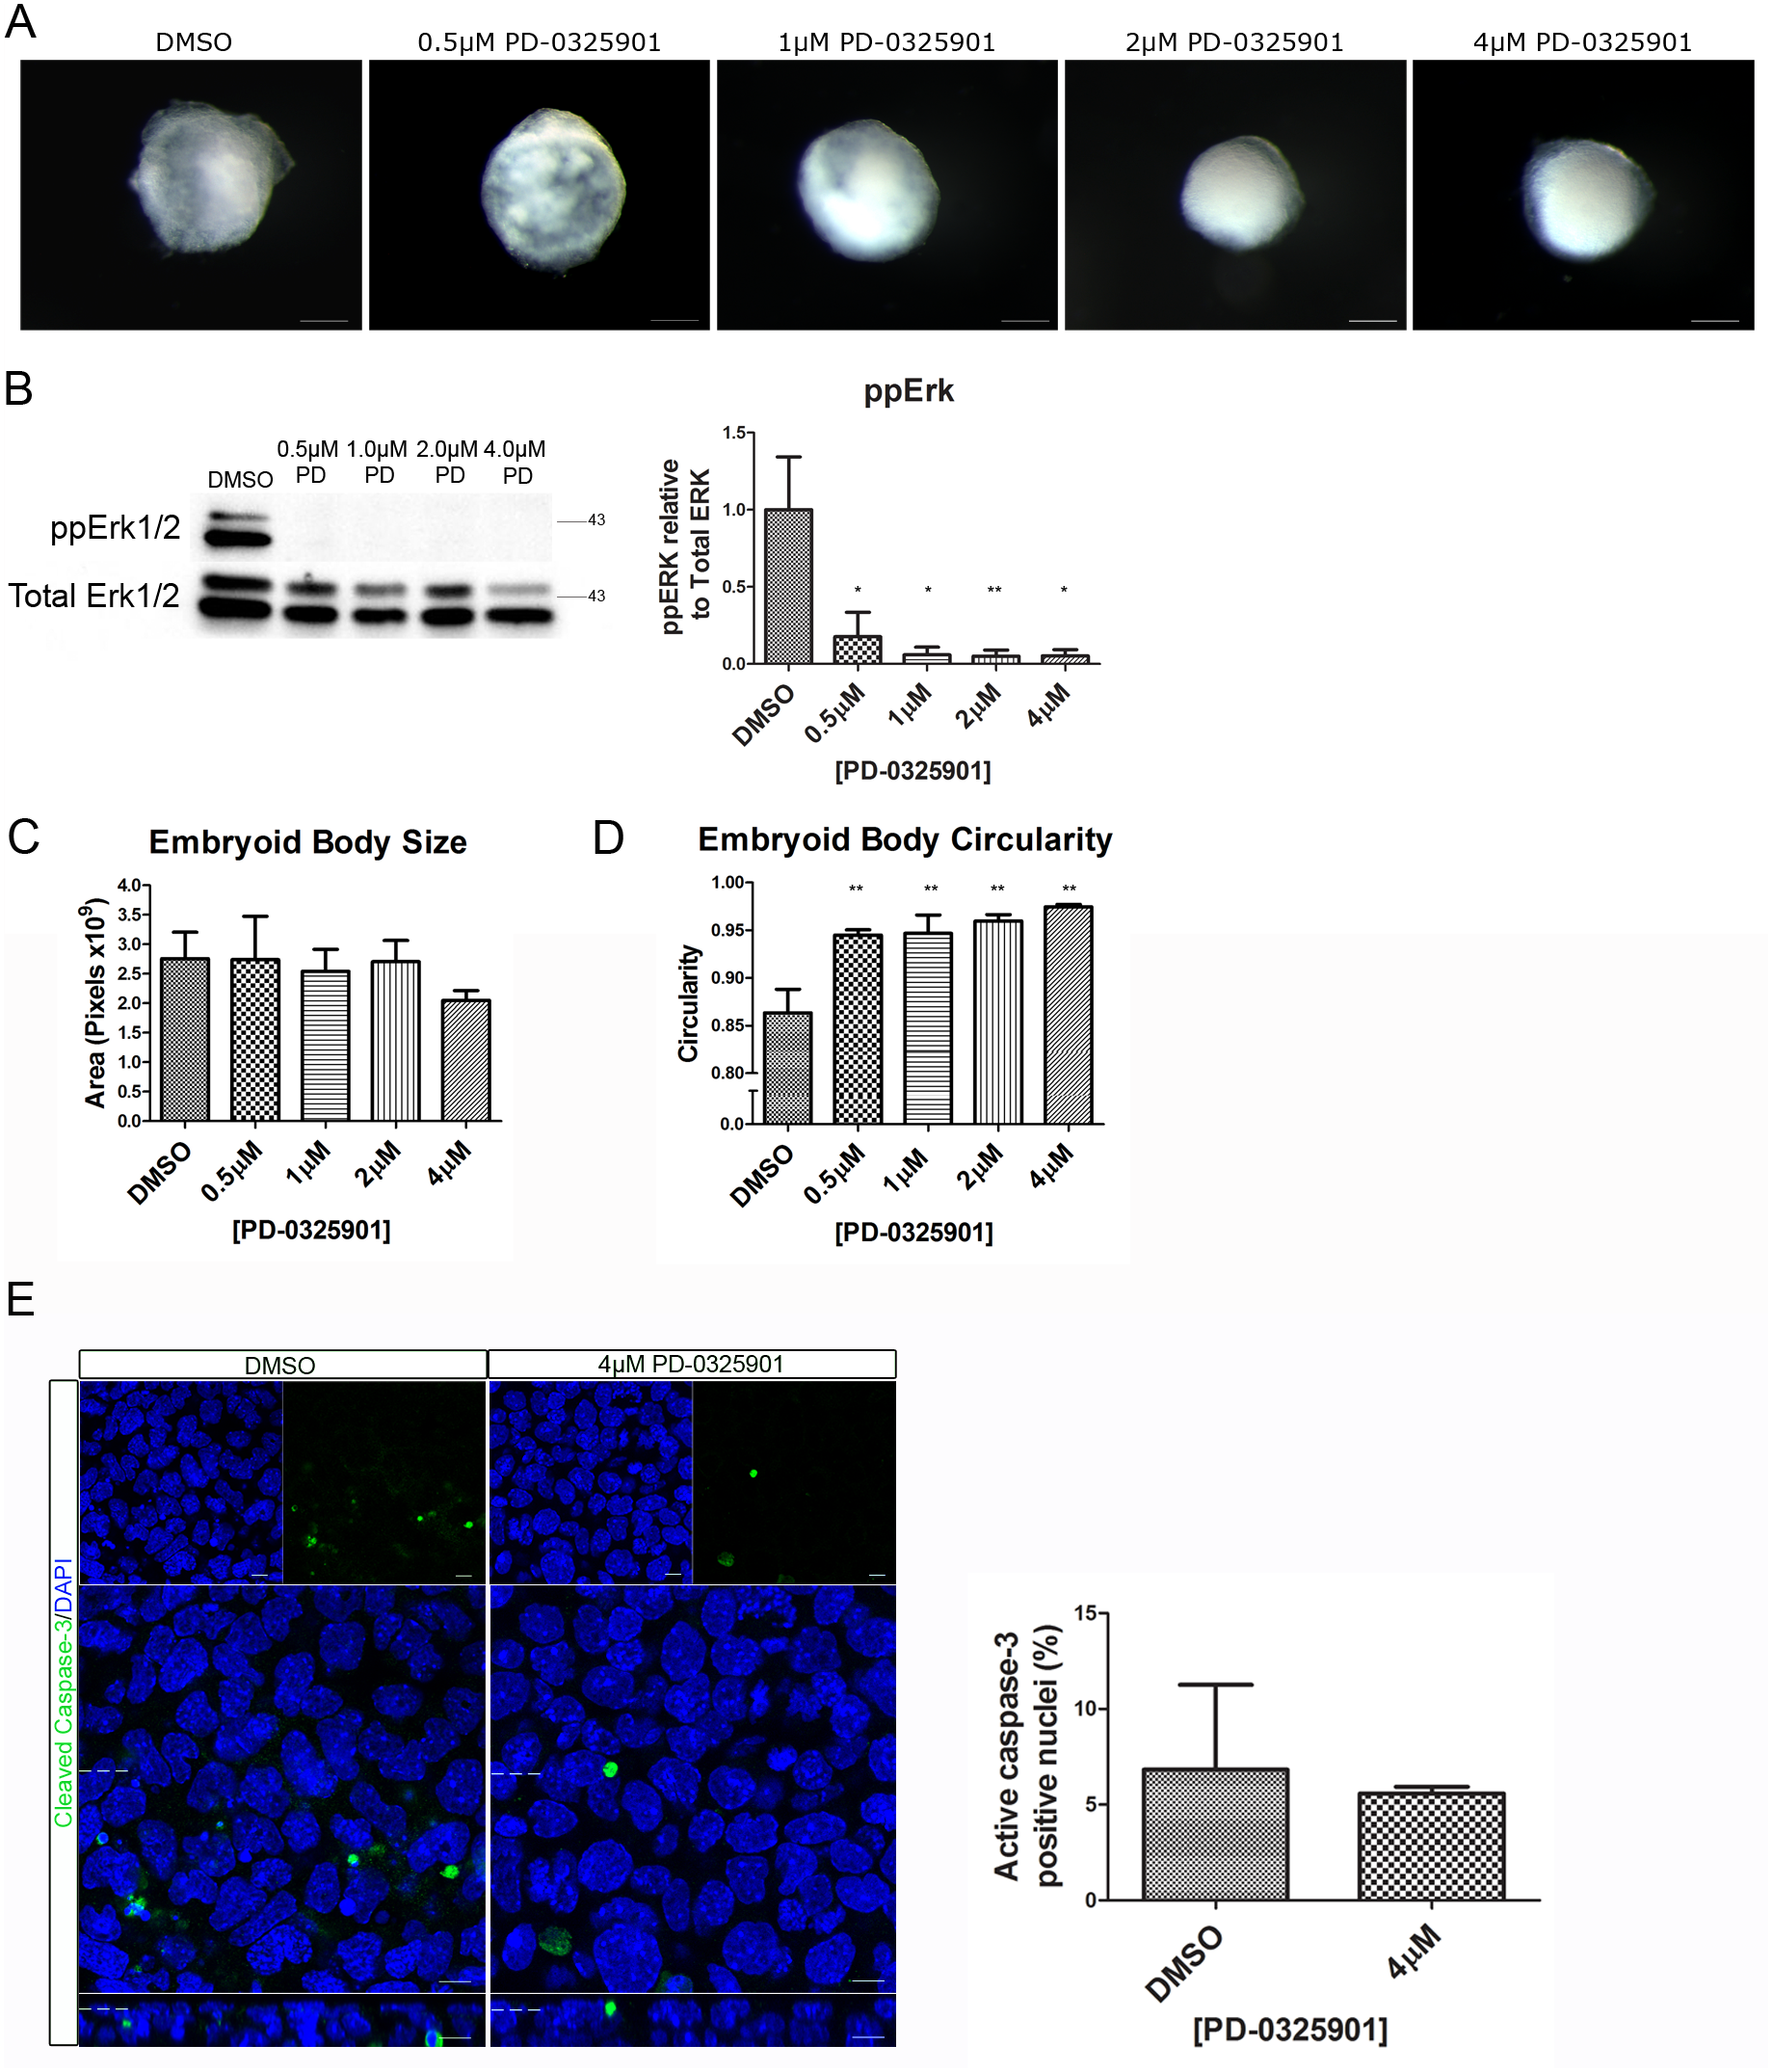 A
DMSO
0.5µM PD-0325901
1µM PD-0325901
2µM PD-0325901
4µM PD-0325901
B
DMSO
0.5µM 1.0µM 2.0µM 4.0µM
PD PD PD PD
ppErk1/2
43
Total Erk1/2
43
ppErk
ppERK relative
to Total ERK
1.5
1.0
0.5
0.0
* * ** *
DMSO
0.5µM
1µM
2µM
4µM
[PD-0325901]
C
Embryoid Body Size
Area (Pixels x10⁹)
4.0
3.5
3.0
2.5
2.0
1.5
1.0
0.5
0.0
DMSO
0.5µM
1µM
2µM
4µM
[PD-0325901]
D
Embryoid Body Circularity
Circularity
1.00
0.95
0.90
0.85
0.80
0.0
** ** ** **
DMSO
0.5µM
1µM
2µM
4µM
[PD-0325901]
E
DMSO
4µM PD-0325901
Cleaved Caspase-3/DAPI
Active caspase-3
positive nuclei (%)
15
10
5
0
DMSO
4µM
[PD-0325901]